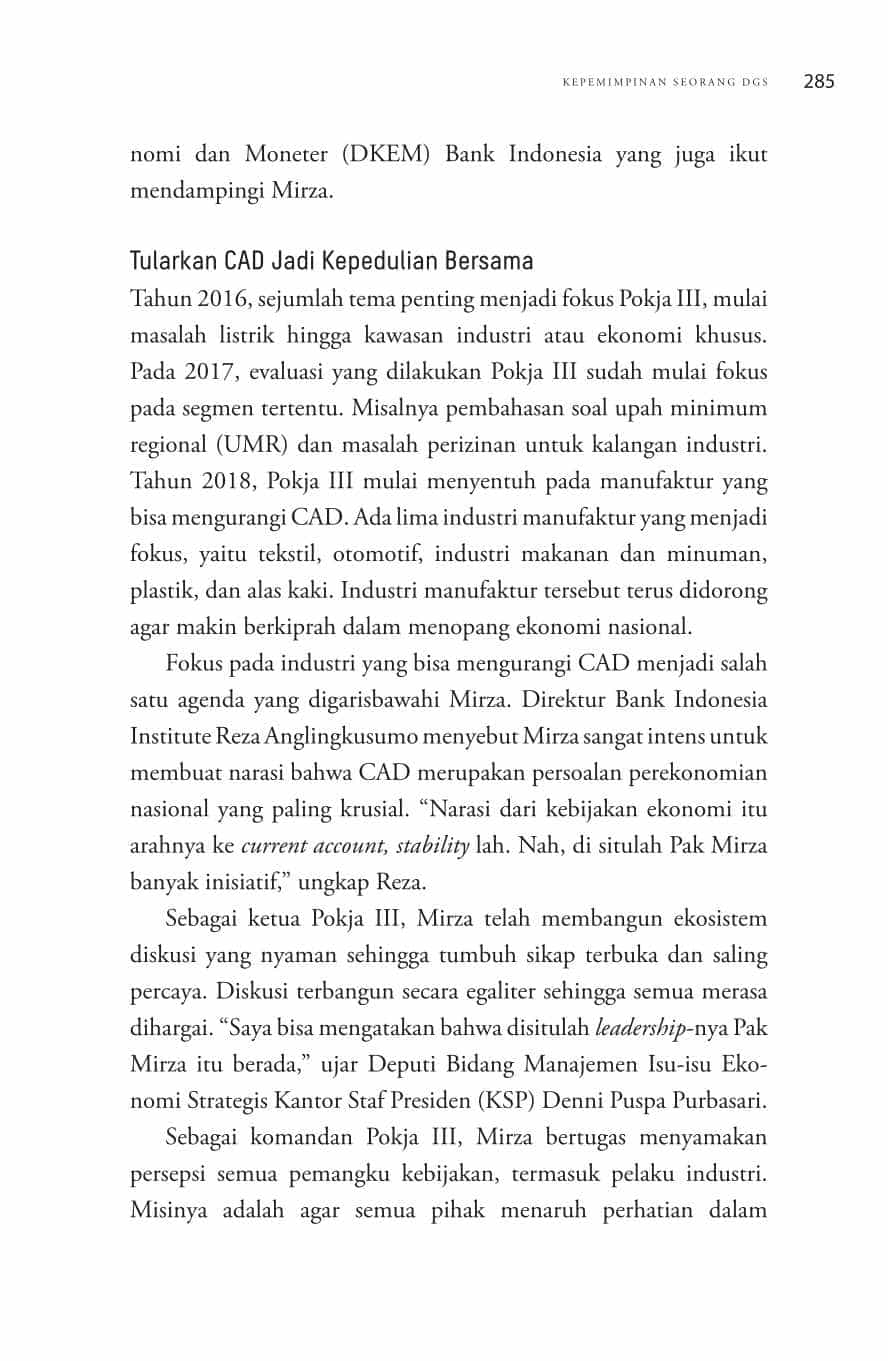 KEPEMIMPINAN SEORANG DGS 285
nomi dan Moneter (DKEM) Bank Indonesia yang juga ikut
mendampingi Mirza.
Tularkan CAD Jadi Kepedulian Bersama
Tahun 2016, sejumlah tema penting menjadi fokus Pokja III, mulai
masalah listrik hingga kawasan industri atau ekonomi khusus.
Pada 2017, evaluasi yang dilakukan Pokja III sudah mulai fokus
pada segmen tertentu. Misalnya pembahasan soal upah minimum
regional (UMR) dan masalah perizinan untuk kalangan industri.
Tahun 2018, Pokja III mulai menyentuh pada manufaktur yang
bisa mengurangi CAD. Ada lima industri manufaktur yang menjadi
fokus, yaitu tekstil, otomotif, industri makanan dan minuman,
plastik, dan alas kaki. Industri manufaktur tersebut terus didorong
agar makin berkiprah dalam menopang ekonomi nasional.
Fokus pada industri yang bisa mengurangi CAD menjadi salah
satu agenda yang digarisbawahi Mirza. Direktur Bank Indonesia
Institute Reza Anglingkusumo menyebut Mirza sangat intens untuk
membuat narasi bahwa CAD merupakan persoalan perekonomian
nasional yang paling krusial. “Narasi dari kebijakan ekonomi itu
arahnya ke current account, stability lah. Nah, di situlah Pak Mirza
banyak inisiatif,” ungkap Reza.
Sebagai ketua Pokja III, Mirza telah membangun ekosistem
diskusi yang nyaman sehingga tumbuh sikap terbuka dan saling
percaya. Diskusi terbangun secara egaliter sehingga semua merasa
dihargai. “Saya bisa mengatakan bahwa disitulah leadership-nya Pak
Mirza itu berada,” ujar Deputi Bidang Manajemen Isu-isu Eko-
nomi Strategis Kantor Staf Presiden (KSP) Denni Puspa Purbasari.
Sebagai komandan Pokja III, Mirza bertugas menyamakan
persepsi semua pemangku kebijakan, termasuk pelaku industri.
Misinya adalah agar semua pihak menaruh perhatian dalam